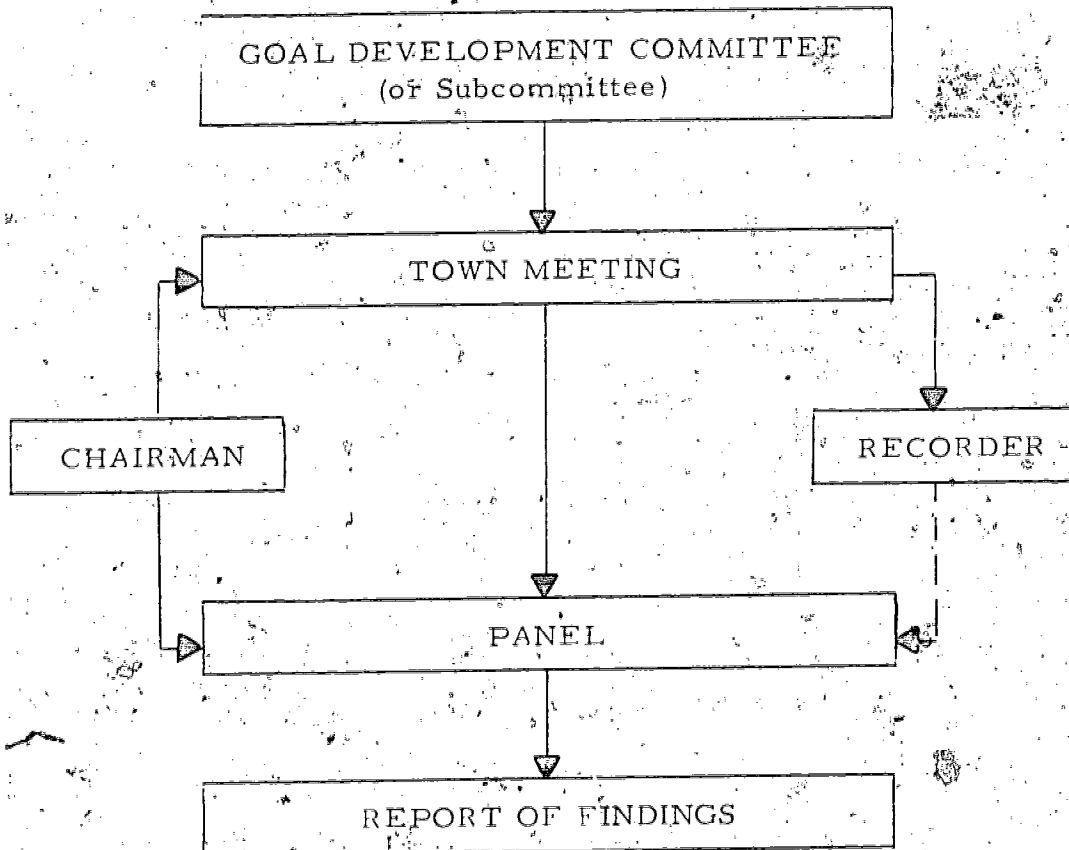 GOAL DEVELOPMENT COMMITTEE
(or Subcommittee)
TOWN MEETING
CHAIRMAN
RECORDER
PANEL
REPORT OF FINDINGS